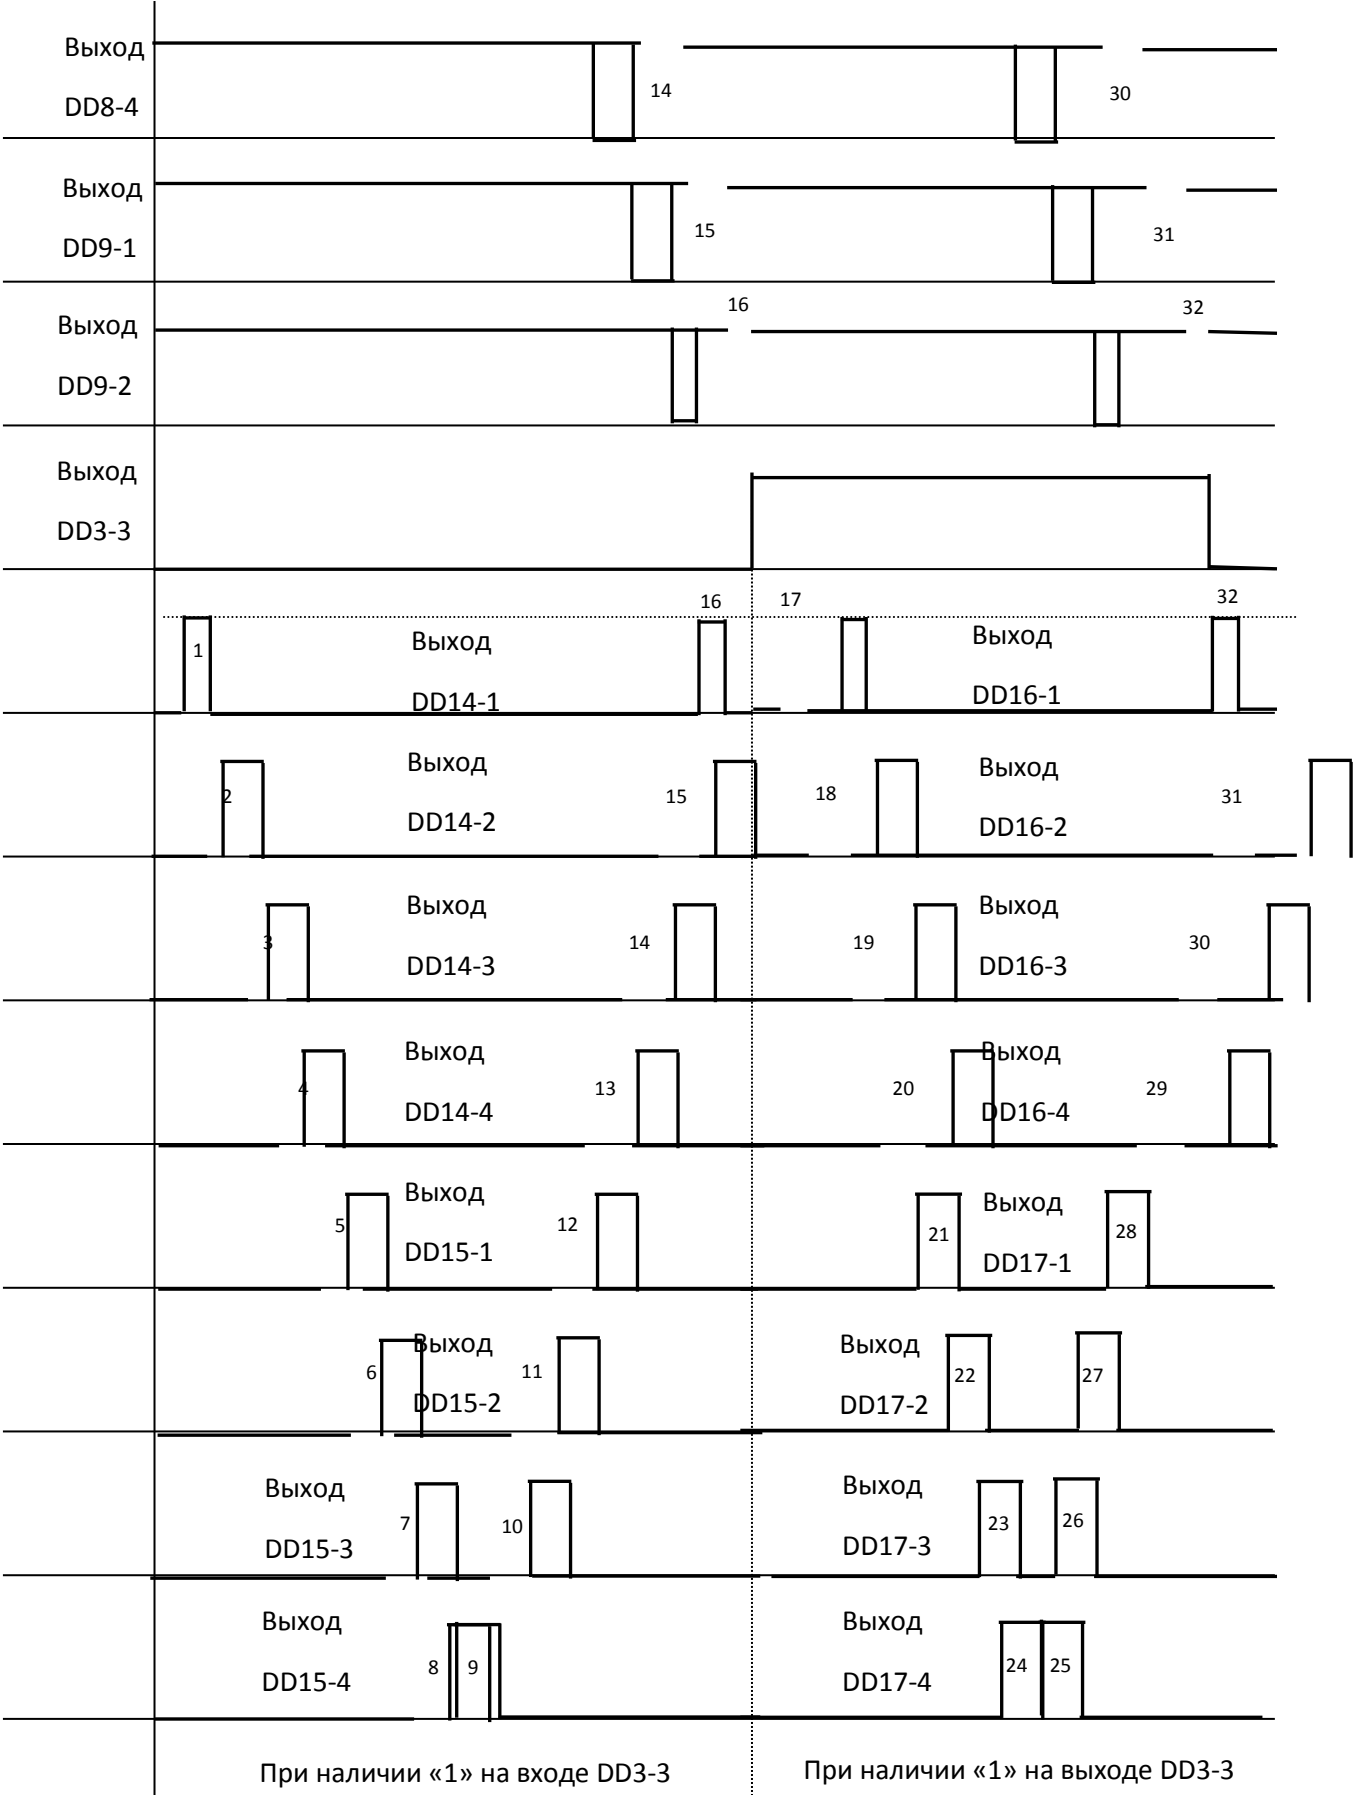 Выход
DD8-4
14
30
Выход
DD9-1
15
31
16
32
Выход
DD9-2
Выход
DD3-3
16
17
32
1
Выход
DD14-1
Выход
DD16-1
2
Выход
DD14-2
15
18
Выход
DD16-2
31
3
Выход
DD14-3
14
19
Выход
DD16-3
30
4
Выход
DD14-4
13
20
Выход
DD16-4
29
5
Выход
DD15-1
12
21
Выход
DD17-1
28
6
Выход
DD15-2
11
Выход
DD17-2
22
27
Выход
DD15-3
7
10
Выход
DD17-3
23
26
Выход
DD15-4
8
9
Выход
DD17-4
24
25
При наличии «1» на входе DD3-3
При наличии «1» на выходе DD3-3